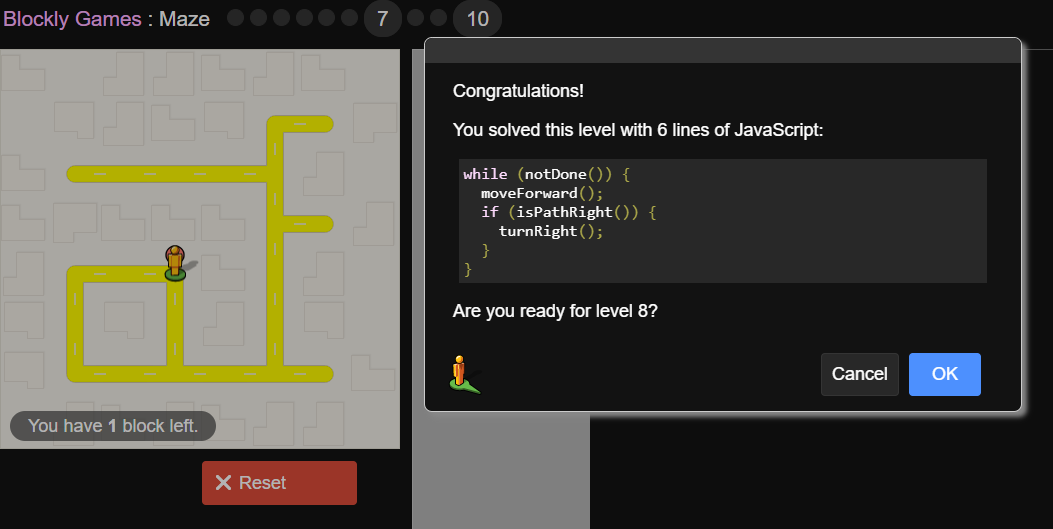 Blockly Games : Maze 7 10
Congratulations!
You solved this level with 6 lines of JavaScript:
while (notDone()) {
  moveForward();
  if (isPathRight()) {
    turnRight();
  }
}
Are you ready for level 8?
Cancel OK
You have 1 block left.
Reset